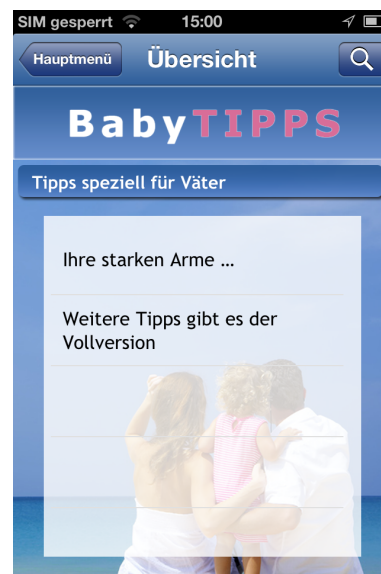 SIM gesperrt 15:00
Hauptmenü Übersicht
BabyTIPPS
Tipps speziell für Väter
Ihre starken Arme ...
Weitere Tipps gibt es der
Vollversion